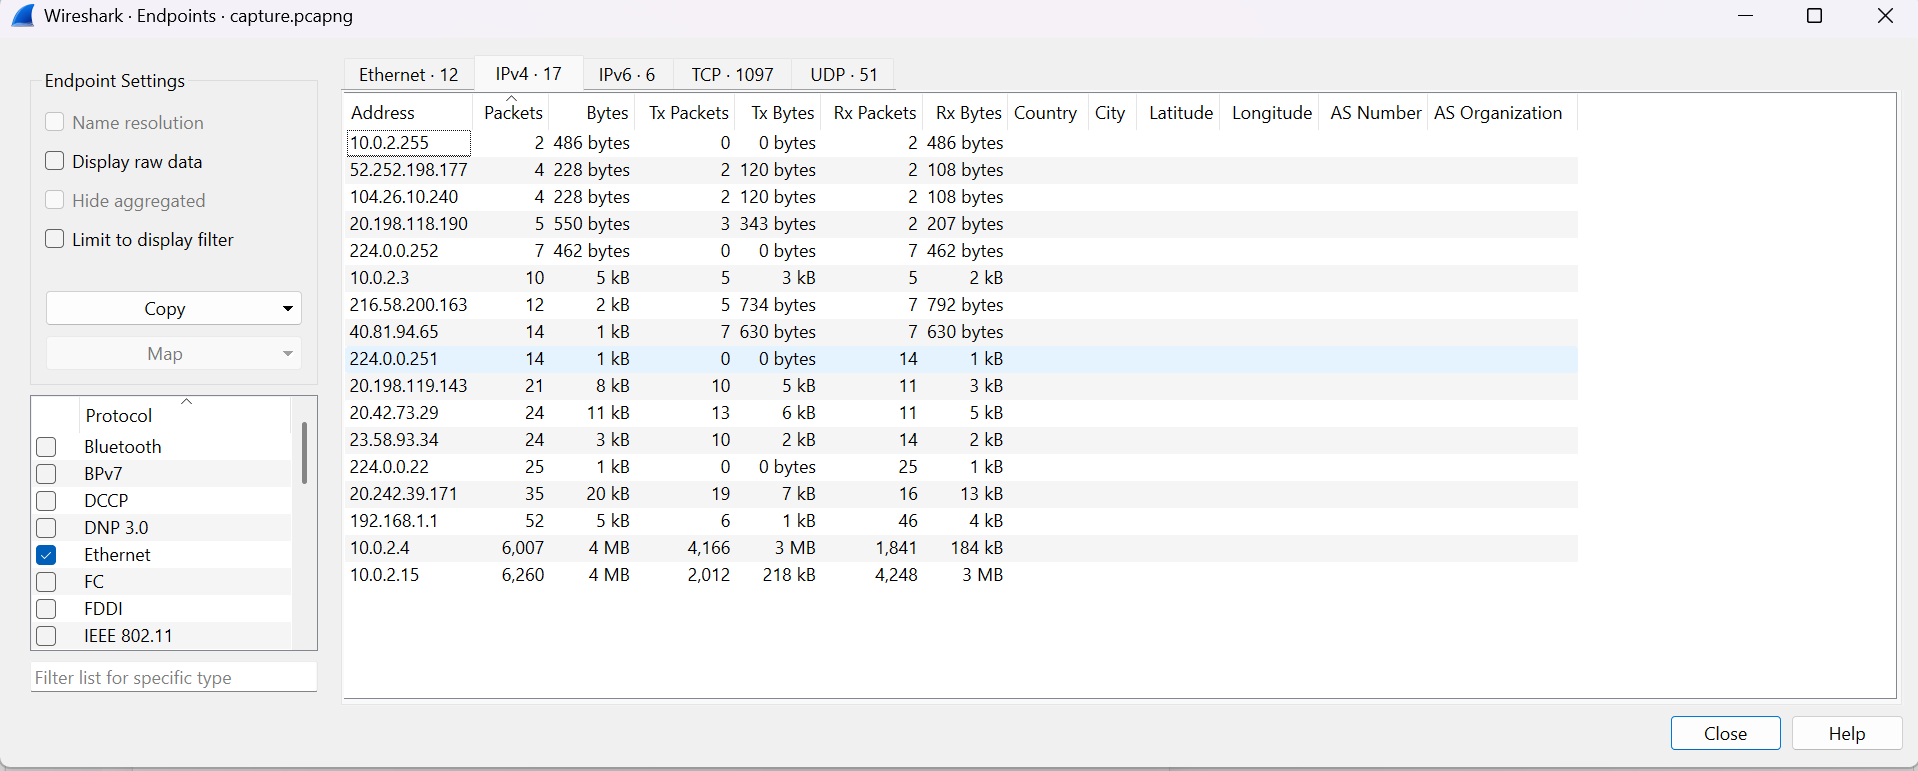 Wireshark · Endpoints · capture.pcapng
Endpoint Settings
Name resolution
Display raw data
Hide aggregated
Limit to display filter
Copy
Map
Protocol
Bluetooth
BPv7
DCCP
DNP 3.0
Ethernet
FC
FDDI
IEEE 802.11
Filter list for specific type
Ethernet · 12 IPv4 · 17 IPv6 · 6 TCP · 1097 UDP · 51
Address Packets Bytes Tx Packets Tx Bytes Rx Packets Rx Bytes Country City Latitude Longitude AS Number AS Organization
10.0.2.255 2 486 bytes 0 0 bytes 2 486 bytes
52.252.198.177 4 228 bytes 2 120 bytes 2 108 bytes
104.26.10.240 4 228 bytes 2 120 bytes 2 108 bytes
20.198.118.190 5 550 bytes 3 343 bytes 2 207 bytes
224.0.0.252 7 462 bytes 0 0 bytes 7 462 bytes
10.0.2.3 10 5 kB 5 3 kB 5 2 kB
216.58.200.163 12 2 kB 5 734 bytes 7 792 bytes
40.81.94.65 14 1 kB 7 630 bytes 7 630 bytes
224.0.0.251 14 1 kB 0 0 bytes 14 1 kB
20.198.119.143 21 8 kB 10 5 kB 11 3 kB
20.42.73.29 24 11 kB 13 6 kB 11 5 kB
23.58.93.34 24 3 kB 10 2 kB 14 2 kB
224.0.0.22 25 1 kB 0 0 bytes 25 1 kB
20.242.39.171 35 20 kB 19 7 kB 16 13 kB
192.168.1.1 52 5 kB 6 1 kB 46 4 kB
10.0.2.4 6,007 4 MB 4,166 3 MB 1,841 184 kB
10.0.2.15 6,260 4 MB 2,012 218 kB 4,248 3 MB
Close Help